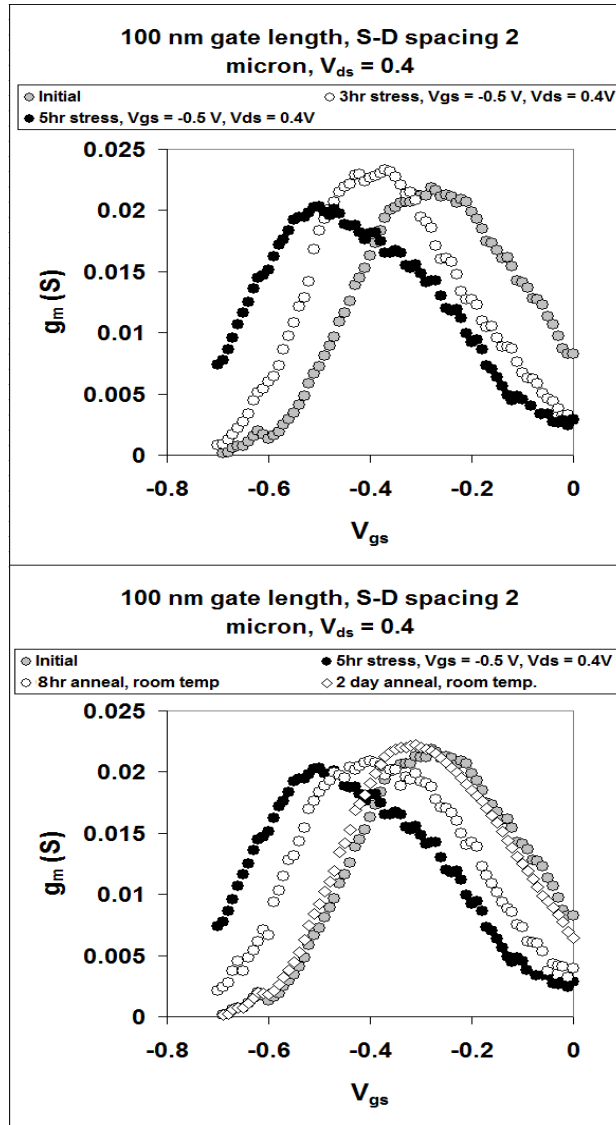 100 nm gate length, S-D spacing 2
micron, Vds = 0.4
Initial 3hr stress, Vgs = -0.5 V, Vds = 0.4V
5hr stress, Vgs = -0.5 V, Vds = 0.4V
0.025
0.02
0.015
0.01
0.005
0
gm (S)
-0.8 -0.6 -0.4 -0.2 0
Vgs
100 nm gate length, S-D spacing 2
micron, Vds = 0.4
Initial 5hr stress, Vgs = -0.5 V, Vds = 0.4V
8hr anneal, room temp 2 day anneal, room temp.
0.025
0.02
0.015
0.01
0.005
0
gm (S)
-0.8 -0.6 -0.4 -0.2 0
Vgs